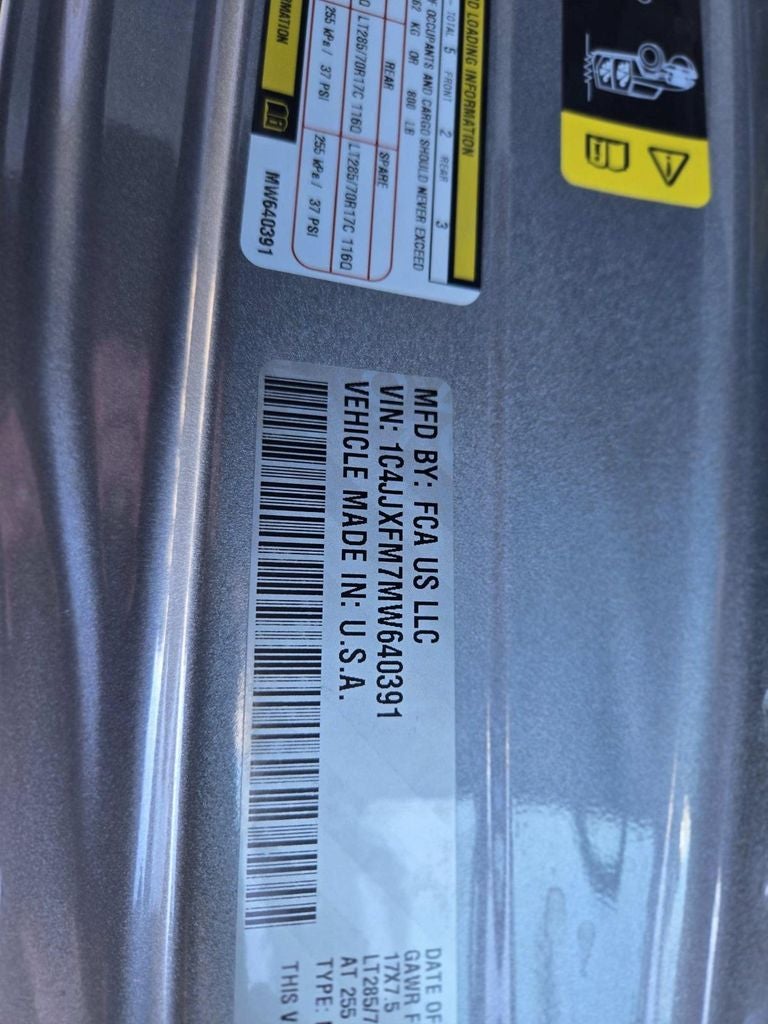 LOADING INFORMATION
TOTAL 5 FRONT 2 REAR 3
OCCUPANTS AND CARGO SHOULD NEVER EXCEED
62 KG OR 800 LB
REAR SPARE
LT285/70R17C 116Q LT285/70R17C 116Q
255 kPa / 37 PSI 255 kPa / 37 PSI
MATION
MW640391
MFD BY: FCA US LLC
VIN: 1C4JJXFM7MW640391
VEHICLE MADE IN: U.S.A.
DATE OF
GAWR F
17X7.5
LT285/7
AT 255
TYPE:
THIS V